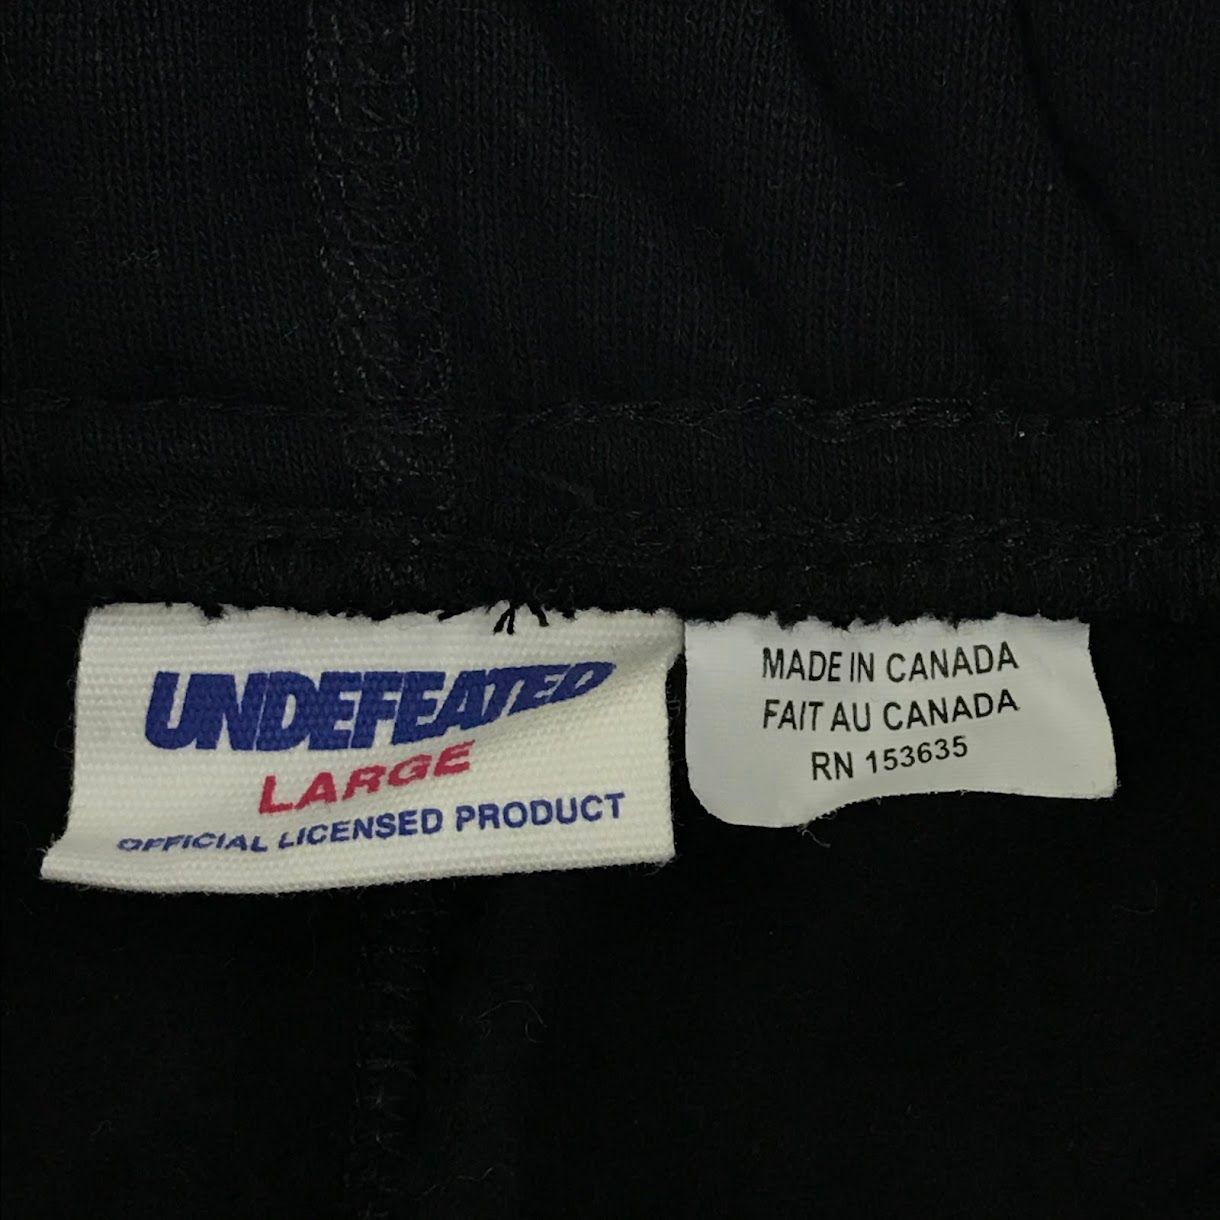 UNDEFEATED
LARGE
OFFICIAL LICENSED PRODUCT
MADE IN CANADA
FAIT AU CANADA
RN 153635